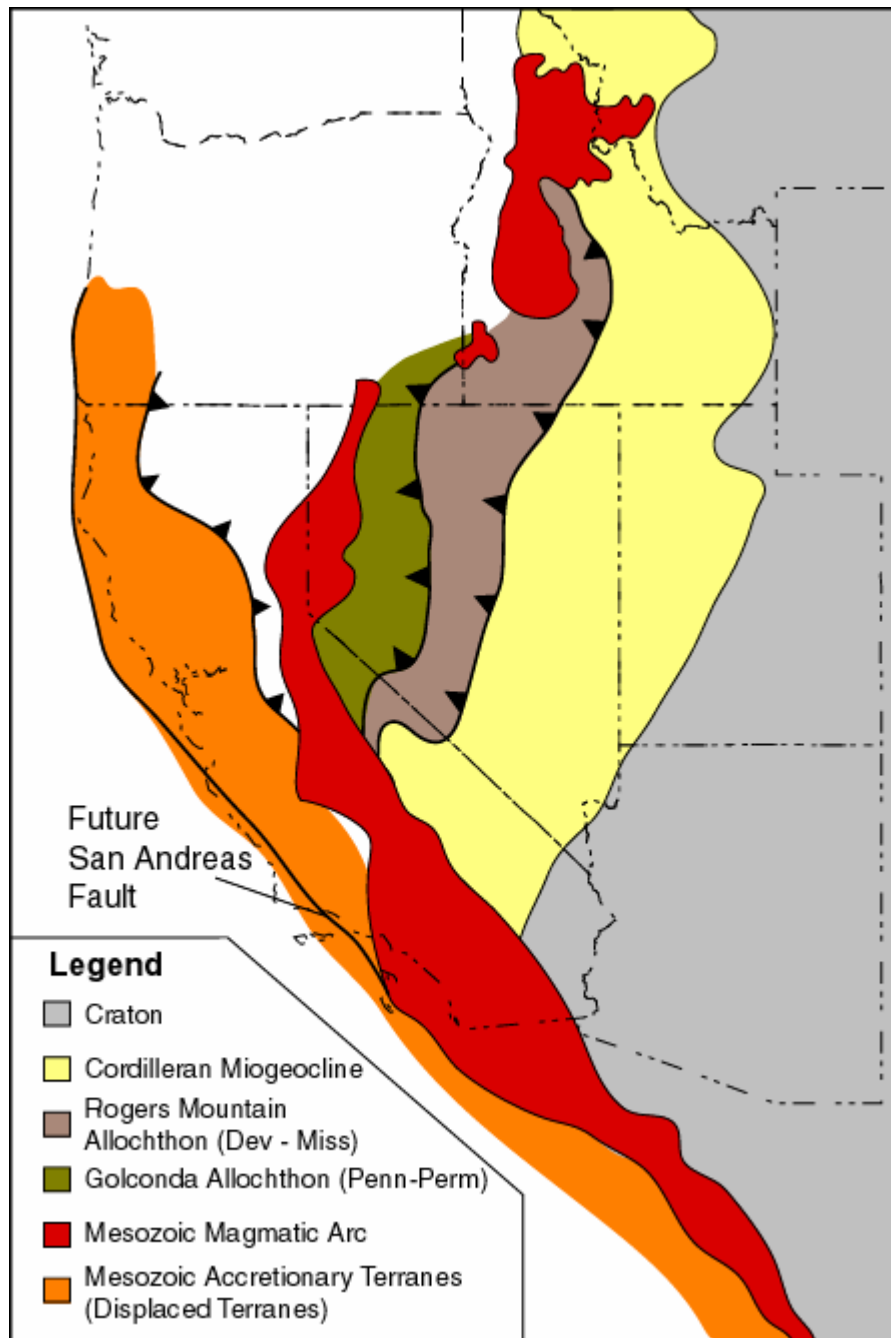 Future
San Andreas
Fault
Legend
Craton
Cordilleran Miogeocline
Rogers Mountain
Allochthon (Dev - Miss)
Golconda Allochthon (Penn-Perm)
Mesozoic Magmatic Arc
Mesozoic Accretionary Terranes
(Displaced Terranes)